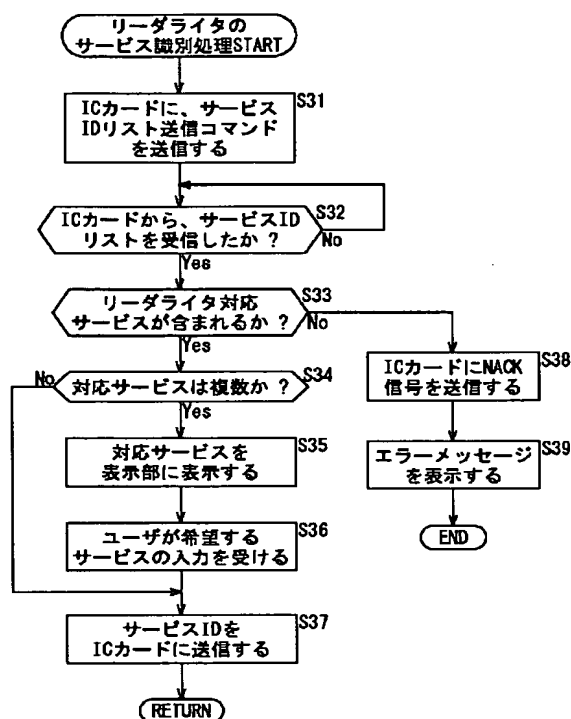 リーダライタの
サービス識別処理START
ICカードに、サービス
IDリスト送信コマンド
を送信する
S31
ICカードから、サービスID
リストを受信したか ?
S32
No
Yes
リーダライタ対応
サービスが含まれるか ?
S33
No
Yes
対応サービスは複数か ?
S34
No
Yes
対応サービスを
表示部に表示する
S35
ユーザが希望する
サービスの入力を受ける
S36
サービスIDを
ICカードに送信する
S37
RETURN
ICカードにNACK
信号を送信する
S38
エラーメッセージ
を表示する
S39
END